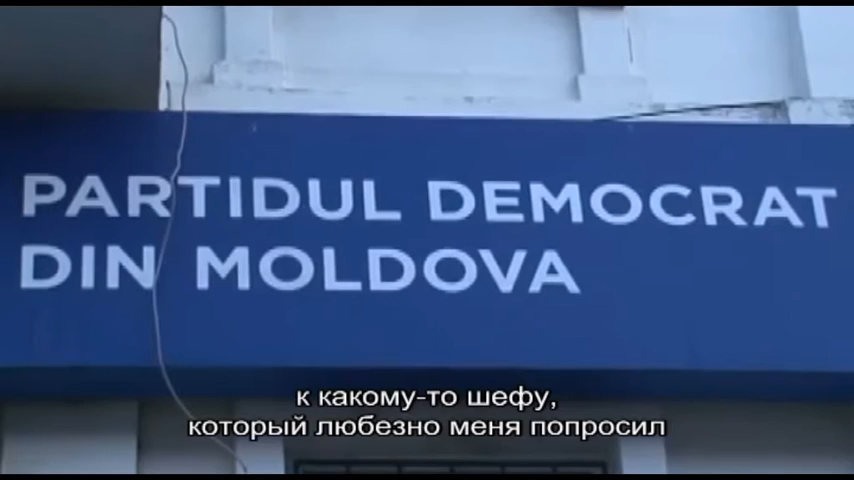 PARTIDUL DEMOCRAT
DIN MOLDOVA
к какому-то шефу,
который любезно меня попросил